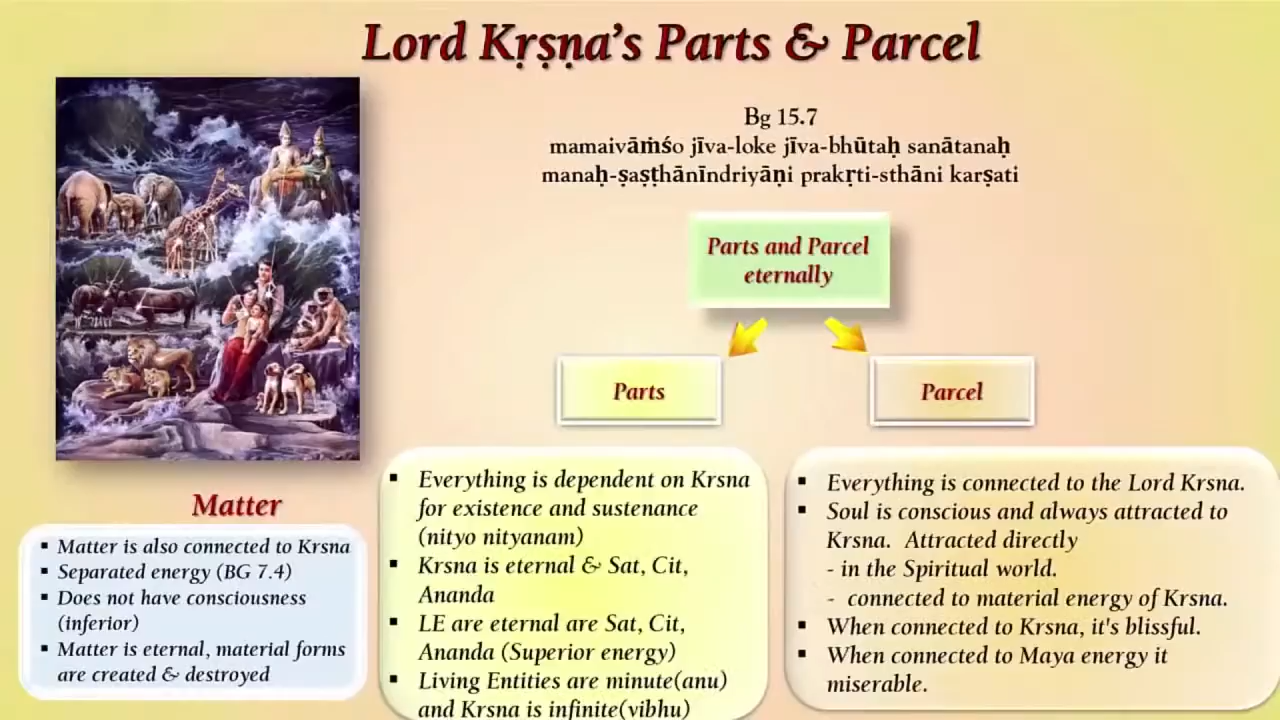 Lord Kṛṣṇa’s Parts & Parcel
Bg 15.7
mamaivāṁśo jīva-loke jīva-bhūtaḥ sanātanaḥ
manaḥ-ṣaṣṭhānīndriyāṇi prakṛti-sthāni karṣati
Parts and Parcel
eternally
Parts
Parcel
Matter
▪ Matter is also connected to Krsna
▪ Separated energy (BG 7.4)
▪ Does not have consciousness
(inferior)
▪ Matter is eternal, material forms
are created & destroyed
▪ Everything is dependent on Krsna
for existence and sustenance
(nityo nityanam)
▪ Krsna is eternal & Sat, Cit,
Ananda
▪ LE are eternal are Sat, Cit,
Ananda (Superior energy)
▪ Living Entities are minute(anu)
and Krsna is infinite(vibhu)
▪ Everything is connected to the Lord Krsna.
▪ Soul is conscious and always attracted to
Krsna. Attracted directly
- in the Spiritual world.
- connected to material energy of Krsna.
▪ When connected to Krsna, it's blissful.
▪ When connected to Maya energy it
miserable.